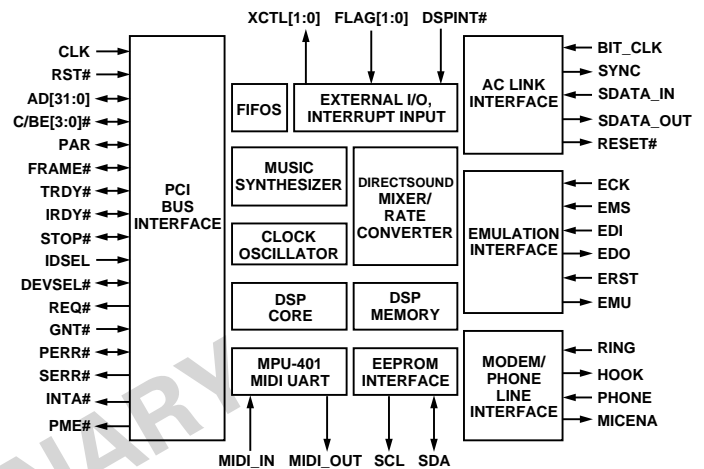 XCTL[1:0] FLAG[1:0] DSPINT#
CLK
RST#
AD[31:0]
C/BE[3:0]#
PAR
FRAME#
TRDY#
IRDY#
STOP#
IDSEL
DEVSEL#
REQ#
GNT#
PERR#
SERR#
INTA#
PME#
PCI
BUS
INTERFACE
FIFOS
EXTERNAL I/O,
INTERRUPT INPUT
MUSIC
SYNTHESIZER
DIRECTSOUND
MIXER/
RATE
CONVERTER
CLOCK
OSCILLATOR
DSP
CORE
DSP
MEMORY
MPU-401
MIDI UART
EEPROM
INTERFACE
MIDI_IN MIDI_OUT SCL SDA
AC LINK
INTERFACE
BIT_CLK
SYNC
SDATA_IN
SDATA_OUT
RESET#
EMULATION
INTERFACE
ECK
EMS
EDI
EDO
ERST
EMU
MODEM/
PHONE
LINE
INTERFACE
RING
HOOK
PHONE
MICENA
NARY